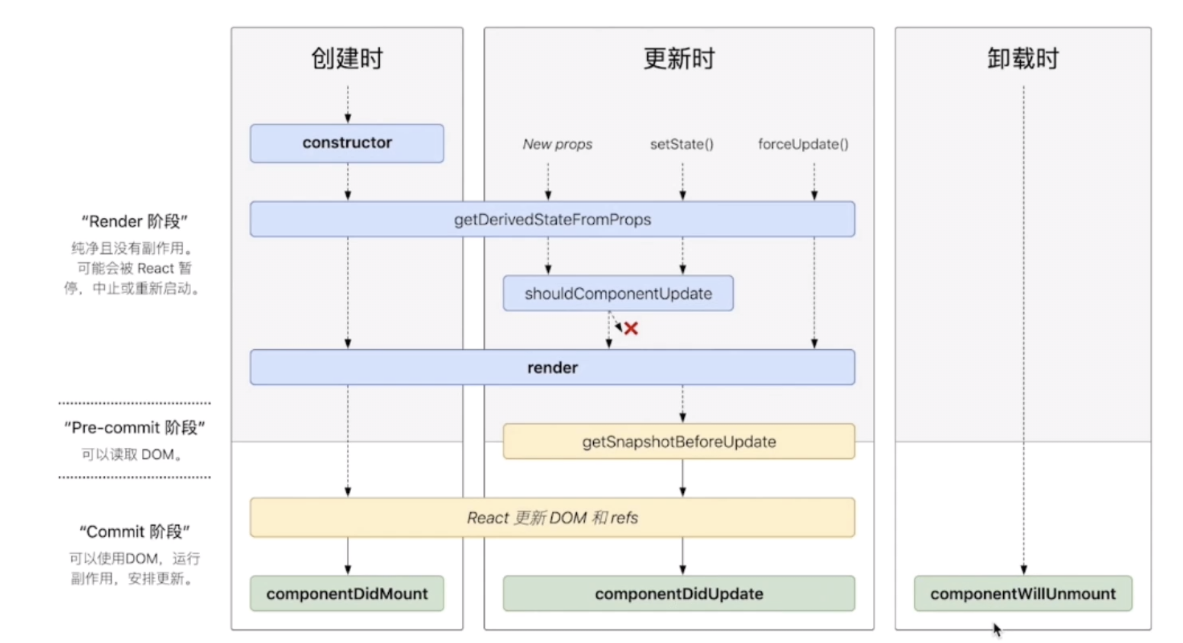 创建时
更新时
卸载时
constructor
New props
setState()
forceUpdate()
“Render 阶段”
纯净且没有副作用。
可能会被 React 暂
停，中止或重新启动。
getDerivedStateFromProps
shouldComponentUpdate
render
“Pre-commit 阶段”
可以读取 DOM。
getSnapshotBeforeUpdate
“Commit 阶段”
可以使用DOM，运行
副作用，安排更新。
React 更新 DOM 和 refs
componentDidMount
componentDidUpdate
componentWillUnmount